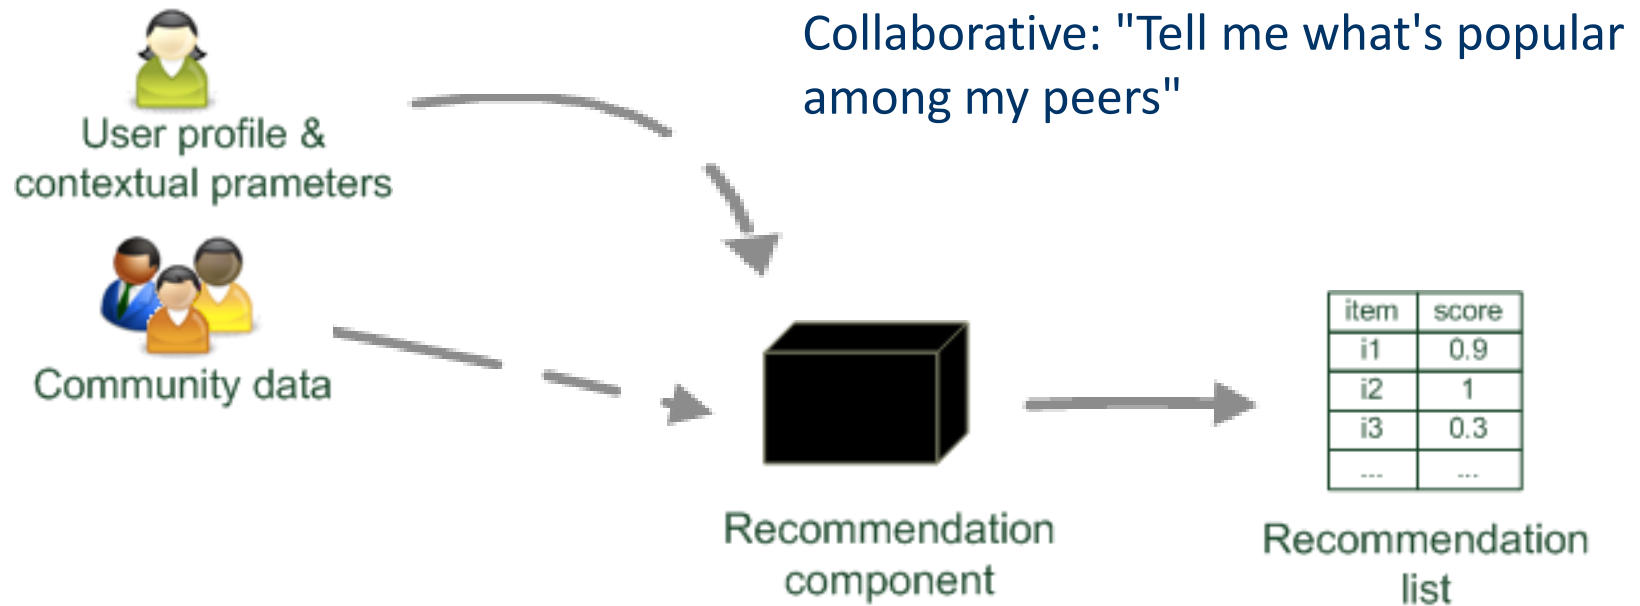 Collaborative: "Tell me what's popular
among my peers"
User profile &
contextual prameters
Community data
item score
i1 0.9
i2 1
i3 0.3
... ...
Recommendation
component
Recommendation
list